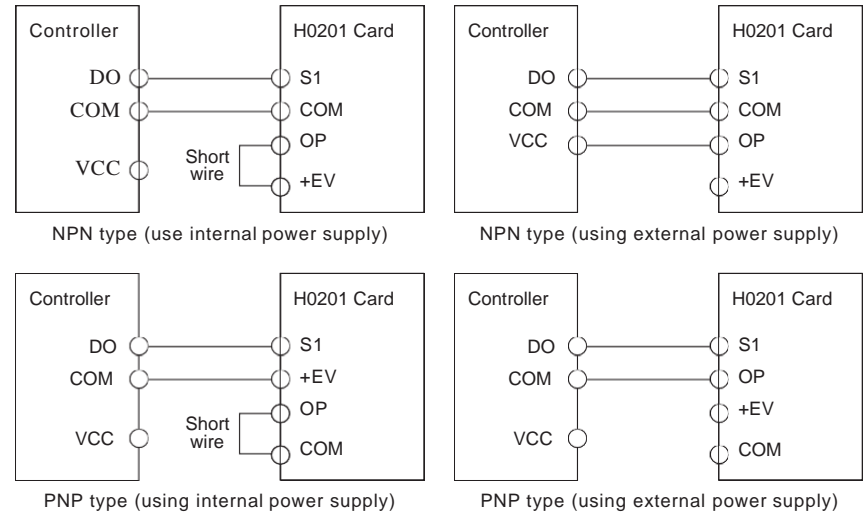 Controller
H0201 Card
DO
S1
COM
COM
OP
VCC
Short
wire
+EV
NPN type (use internal power supply)
Controller
H0201 Card
DO
S1
COM
COM
VCC
OP
+EV
NPN type (using external power supply)
Controller
H0201 Card
DO
S1
COM
+EV
OP
VCC
Short
wire
COM
PNP type (using internal power supply)
Controller
H0201 Card
DO
S1
COM
OP
+EV
VCC
COM
PNP type (using external power supply)